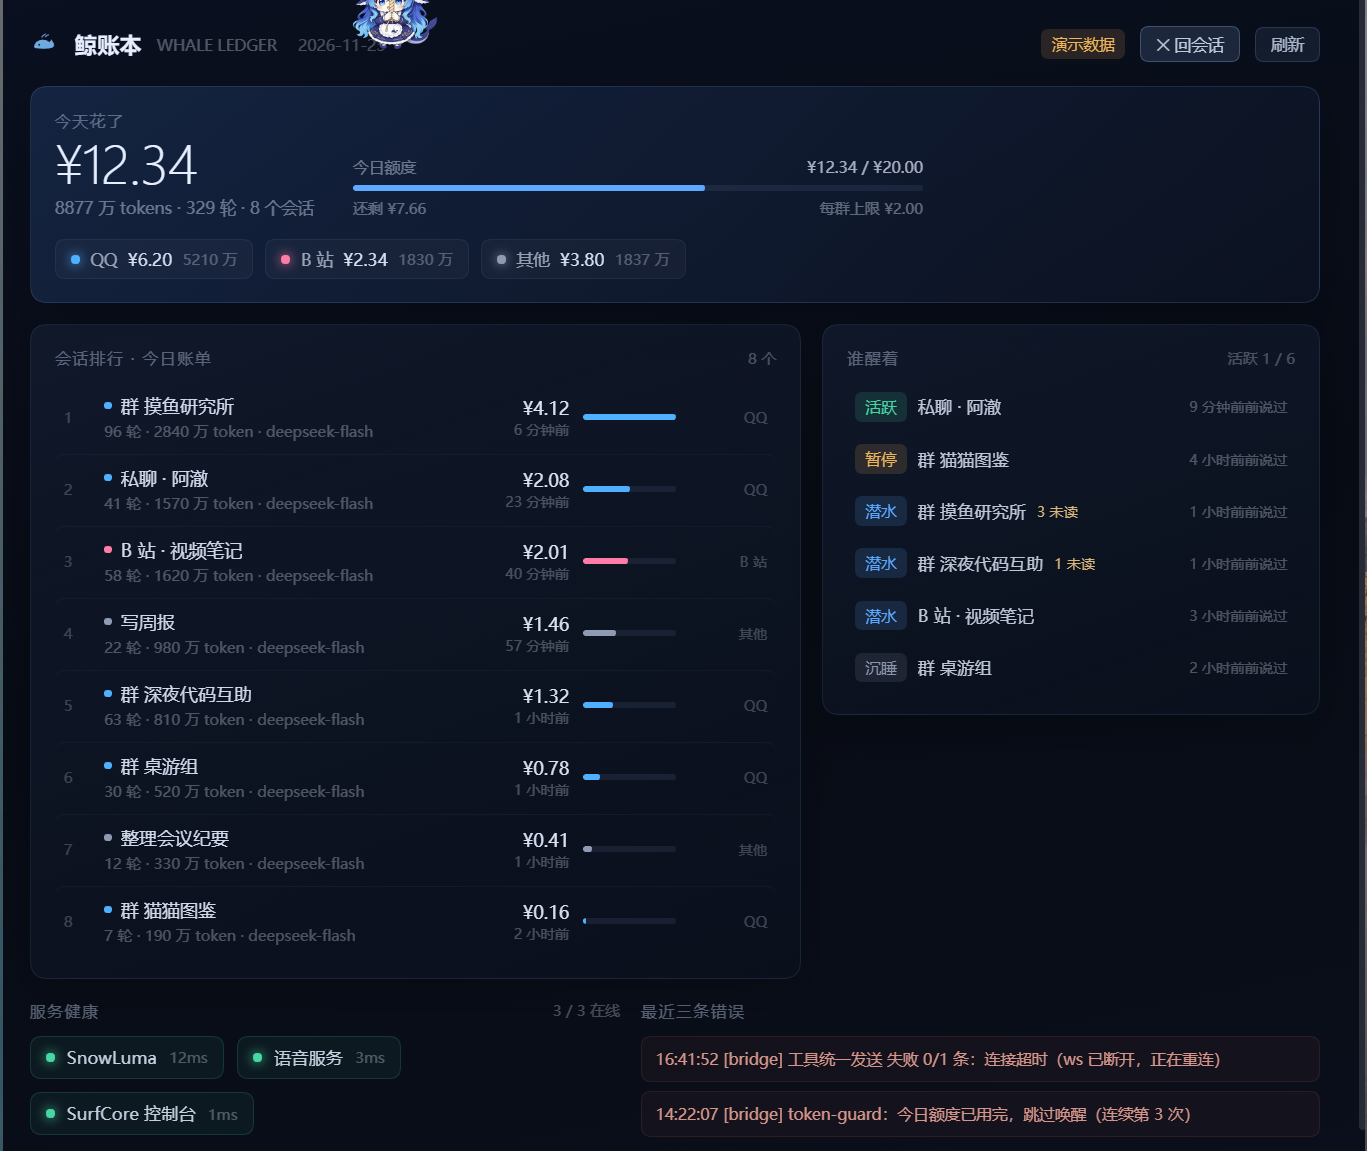 鲸账本 WHALE LEDGER 2026-11-2
演示数据 ×回会话 刷新
今天花了
¥12.34
8877 万 tokens · 329 轮 · 8 个会话
今日额度 ¥12.34 / ¥20.00
还剩 ¥7.66 每群上限 ¥2.00
QQ ¥6.20 5210 万
B 站 ¥2.34 1830 万
其他 ¥3.80 1837 万
会话排行 · 今日账单 8 个
1 群 摸鱼研究所 ¥4.12 QQ
96 轮 · 2840 万 token · deepseek-flash 6 分钟前
2 私聊 · 阿澈 ¥2.08 QQ
41 轮 · 1570 万 token · deepseek-flash 23 分钟前
3 B 站 · 视频笔记 ¥2.01 B 站
58 轮 · 1620 万 token · deepseek-flash 40 分钟前
4 写周报 ¥1.46 其他
22 轮 · 980 万 token · deepseek-flash 57 分钟前
5 群 深夜代码互助 ¥1.32 QQ
63 轮 · 810 万 token · deepseek-flash 1 小时前
6 群 桌游组 ¥0.78 QQ
30 轮 · 520 万 token · deepseek-flash 1 小时前
7 整理会议纪要 ¥0.41 其他
12 轮 · 330 万 token · deepseek-flash 1 小时前
8 群 猫猫图鉴 ¥0.16 QQ
7 轮 · 190 万 token · deepseek-flash 2 小时前
谁醒着 活跃 1 / 6
活跃 私聊 · 阿澈 9 分钟前前说过
暂停 群 猫猫图鉴 4 小时前前说过
潜水 群 摸鱼研究所 3 未读 1 小时前前说过
潜水 群 深夜代码互助 1 未读 1 小时前前说过
潜水 B 站 · 视频笔记 3 小时前前说过
沉睡 群 桌游组 2 小时前前说过
服务健康 3 / 3 在线
SnowLuma 12ms
语音服务 3ms
SurfCore 控制台 1ms
最近三条错误
16:41:52 [bridge] 工具统一发送 失败 0/1 条：连接超时（ws 已断开，正在重连）
14:22:07 [bridge] token-guard：今日额度已用完，跳过唤醒（连续第 3 次）